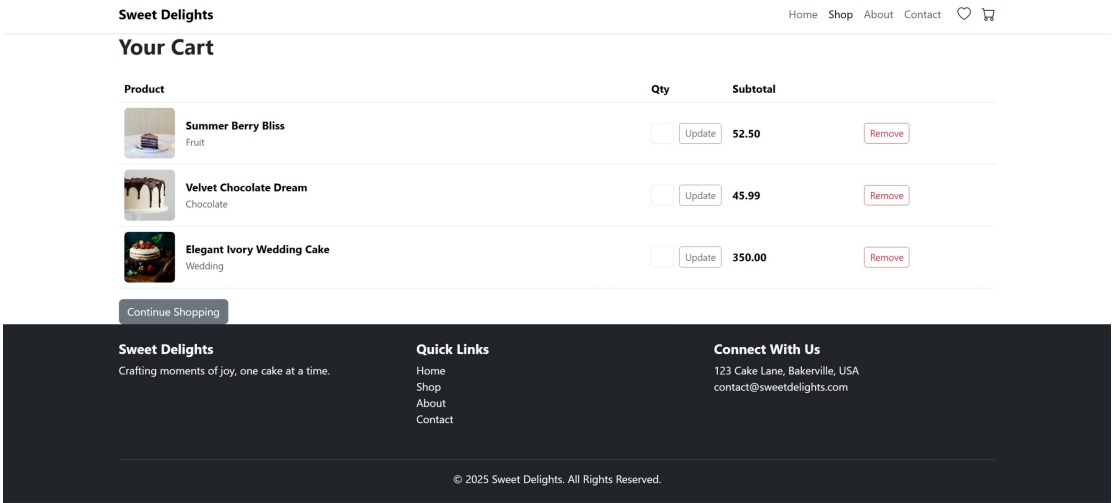 Sweet Delights
Home Shop About Contact
Your Cart
Product Qty Subtotal
Summer Berry Bliss
Fruit
Update 52.50 Remove
Velvet Chocolate Dream
Chocolate
Update 45.99 Remove
Elegant Ivory Wedding Cake
Wedding
Update 350.00 Remove
Continue Shopping
Sweet Delights
Crafting moments of joy, one cake at a time.
Quick Links
Home
Shop
About
Contact
Connect With Us
123 Cake Lane, Bakerville, USA
contact@sweetdelights.com
© 2025 Sweet Delights. All Rights Reserved.